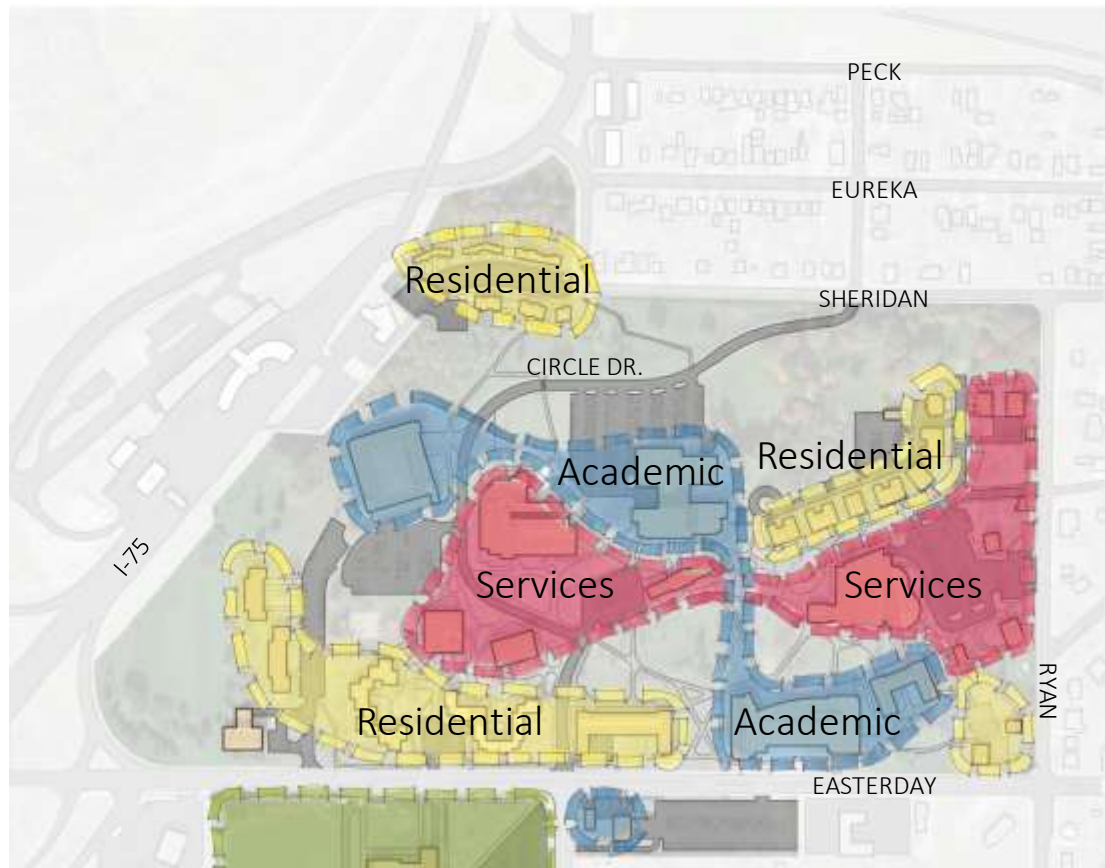 PECK
EUREKA
Residential
SHERIDAN
CIRCLE DR.
Academic
Residential
I-75
Services
Services
RYAN
Residential
Academic
EASTERDAY